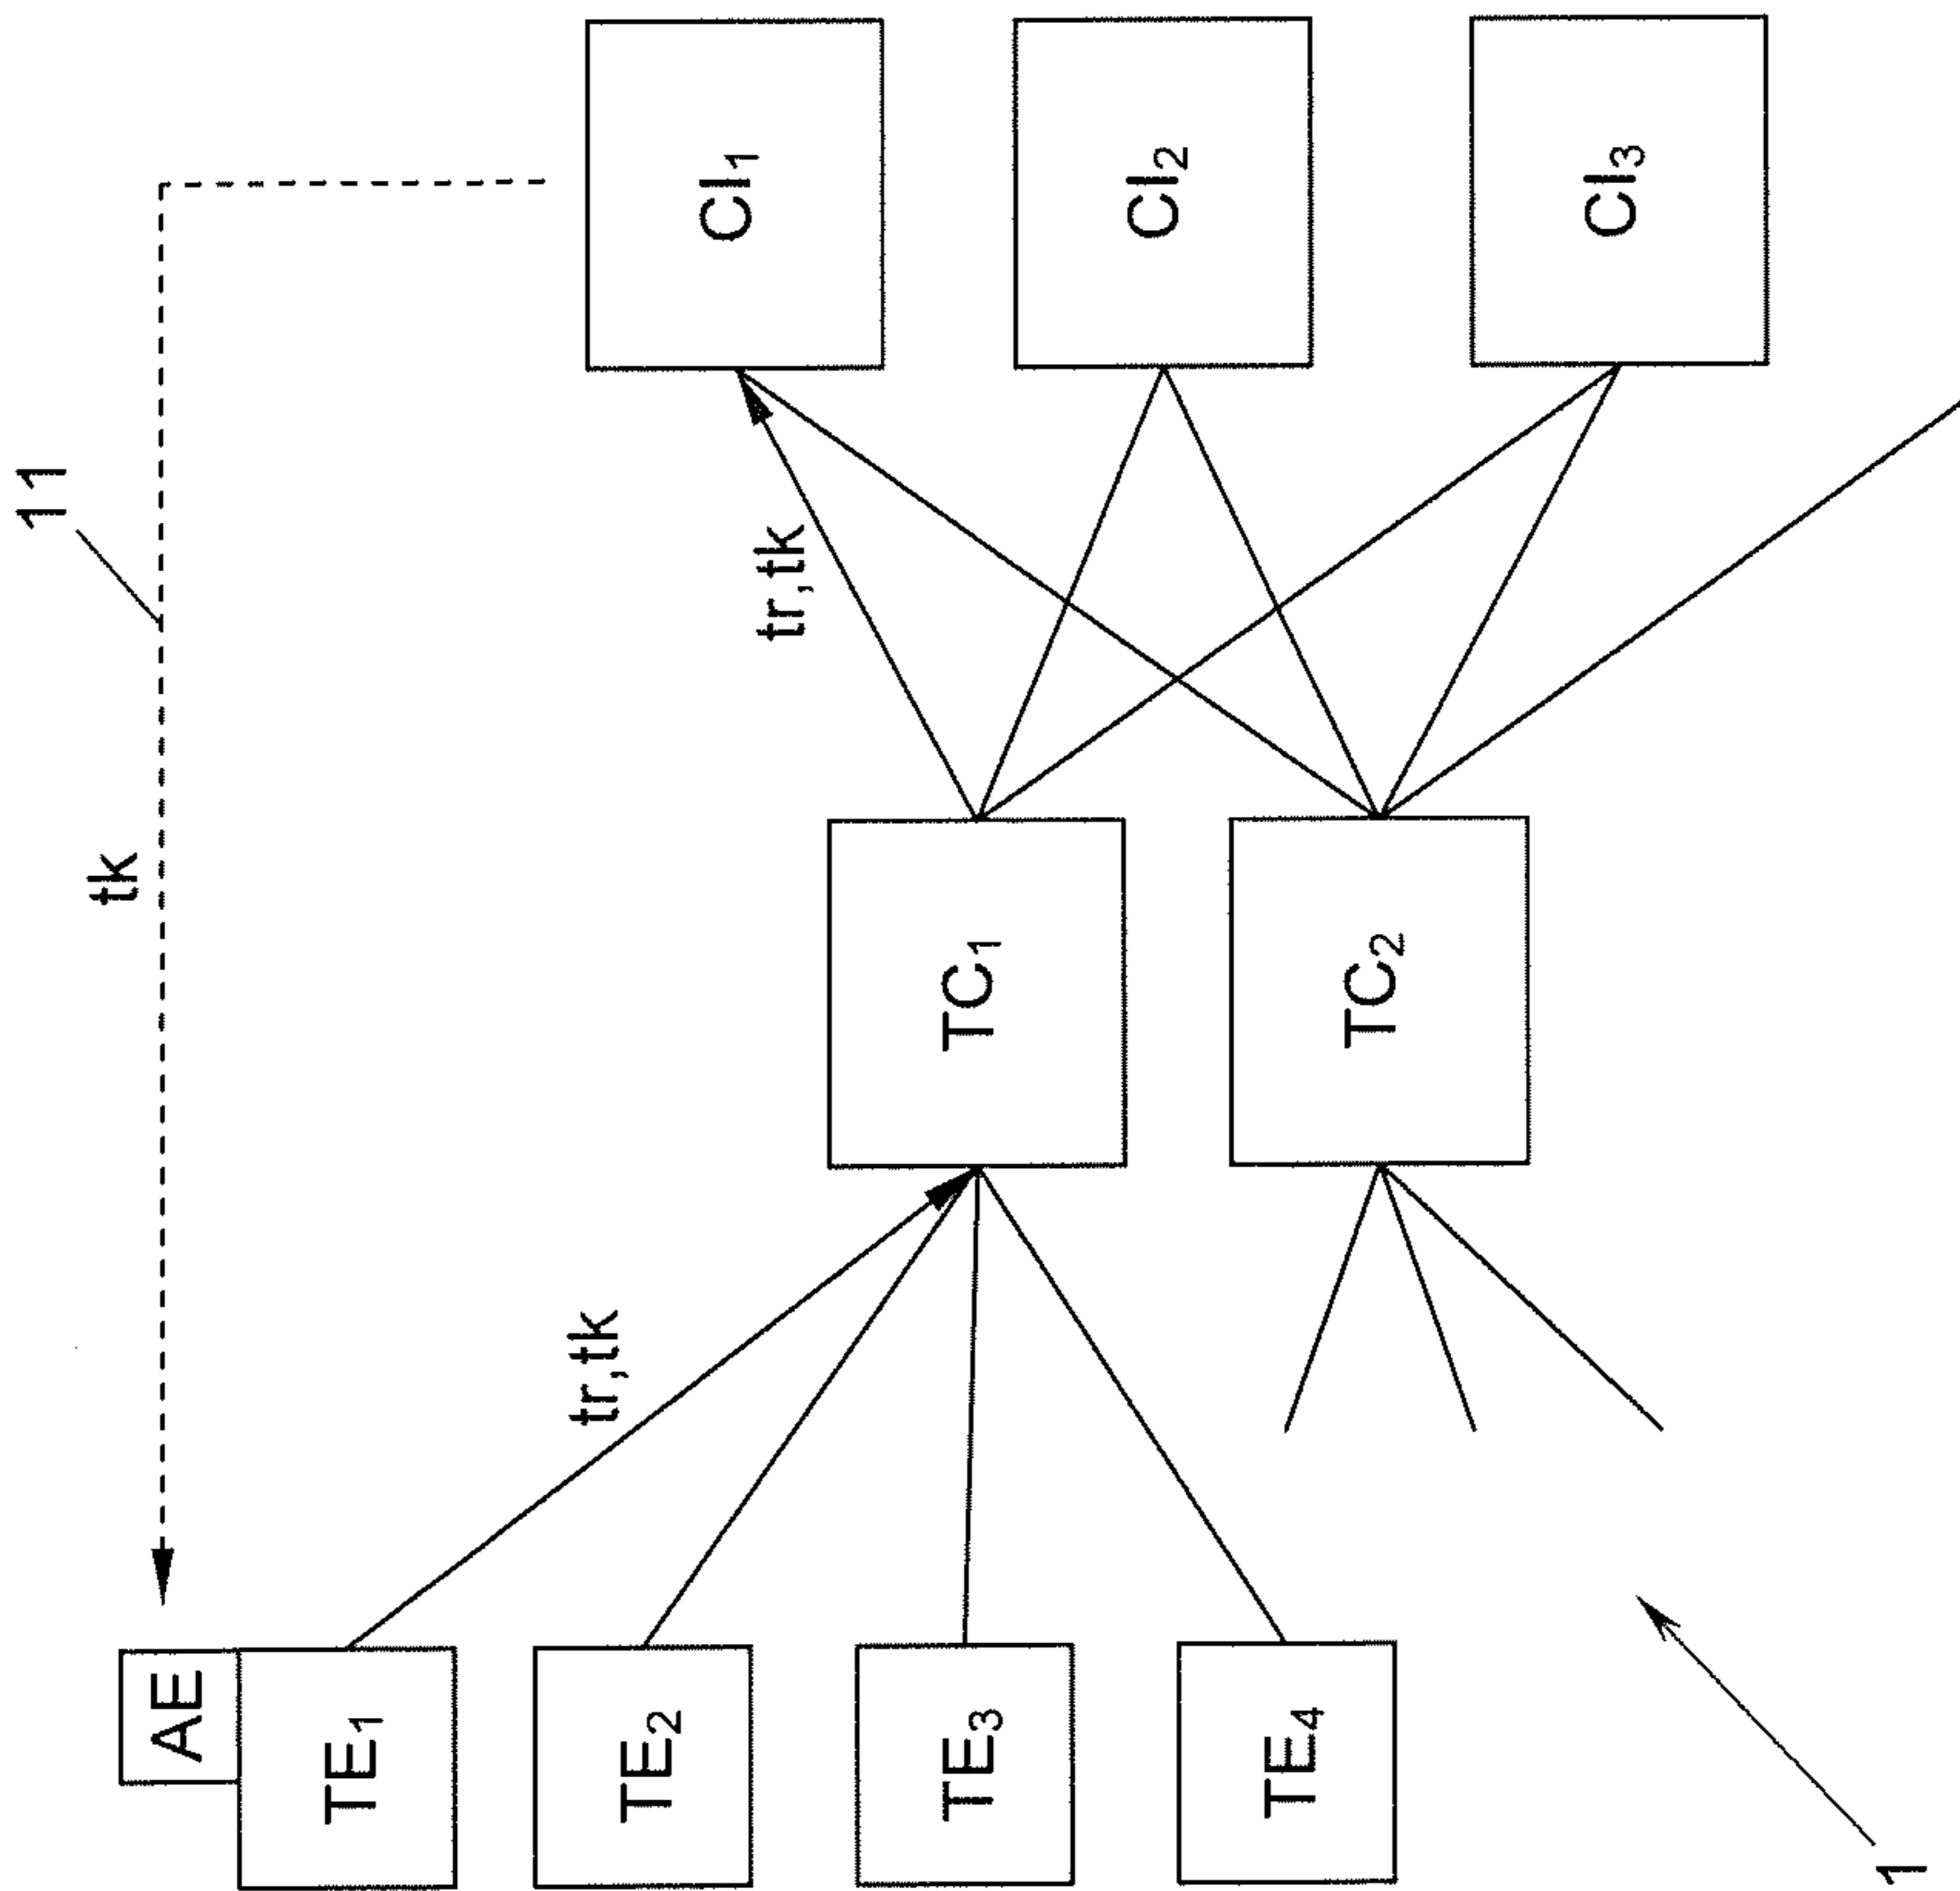 11
tk
AE
TE₁
tr,tk
TC₁
tr,tk
CI₁
TE₂
CI₂
TE₃
TC₂
TE₄
CI₃
1